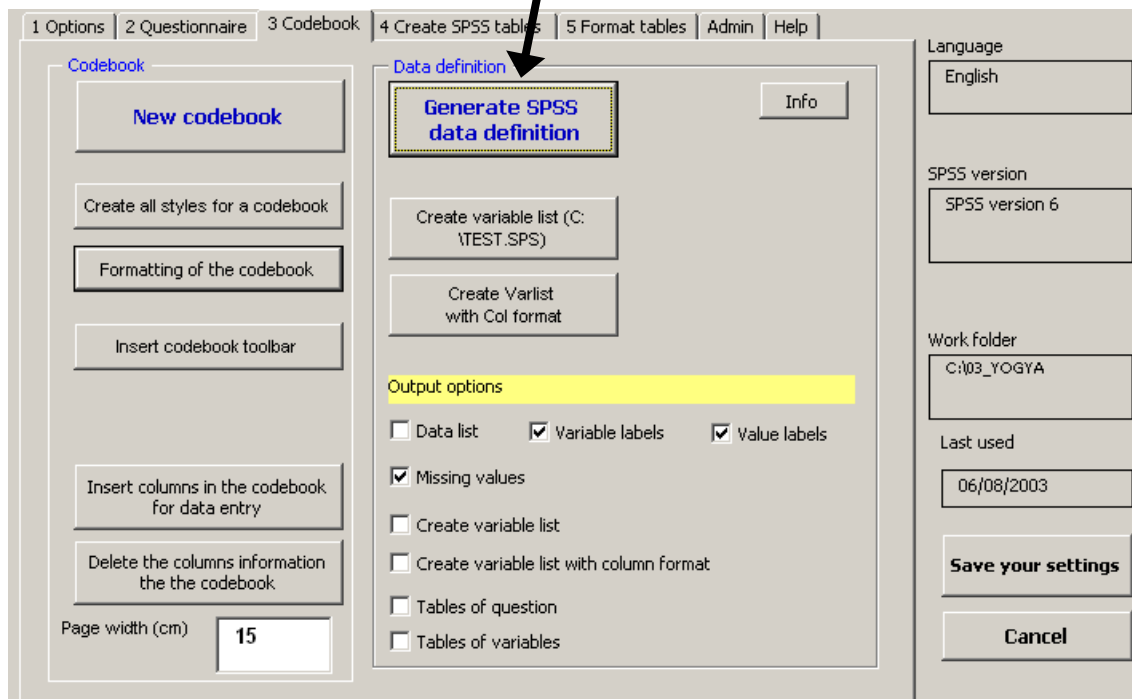 1 Options 2 Questionnaire 3 Codebook 4 Create SPSS tables 5 Format tables Admin Help
Codebook
New codebook
Create all styles for a codebook
Formatting of the codebook
Insert codebook toolbar
Insert columns in the codebook
for data entry
Delete the columns information
the the codebook
Page width (cm) 15
Data definition
Generate SPSS
data definition
Info
Create variable list (C:
\TEST.SPS)
Create Varlist
with Col format
Output options
Data list Variable labels Value labels
Missing values
Create variable list
Create variable list with column format
Tables of question
Tables of variables
Language
English
SPSS version
SPSS version 6
Work folder
C:\03_YOGYA
Last used
06/08/2003
Save your settings
Cancel